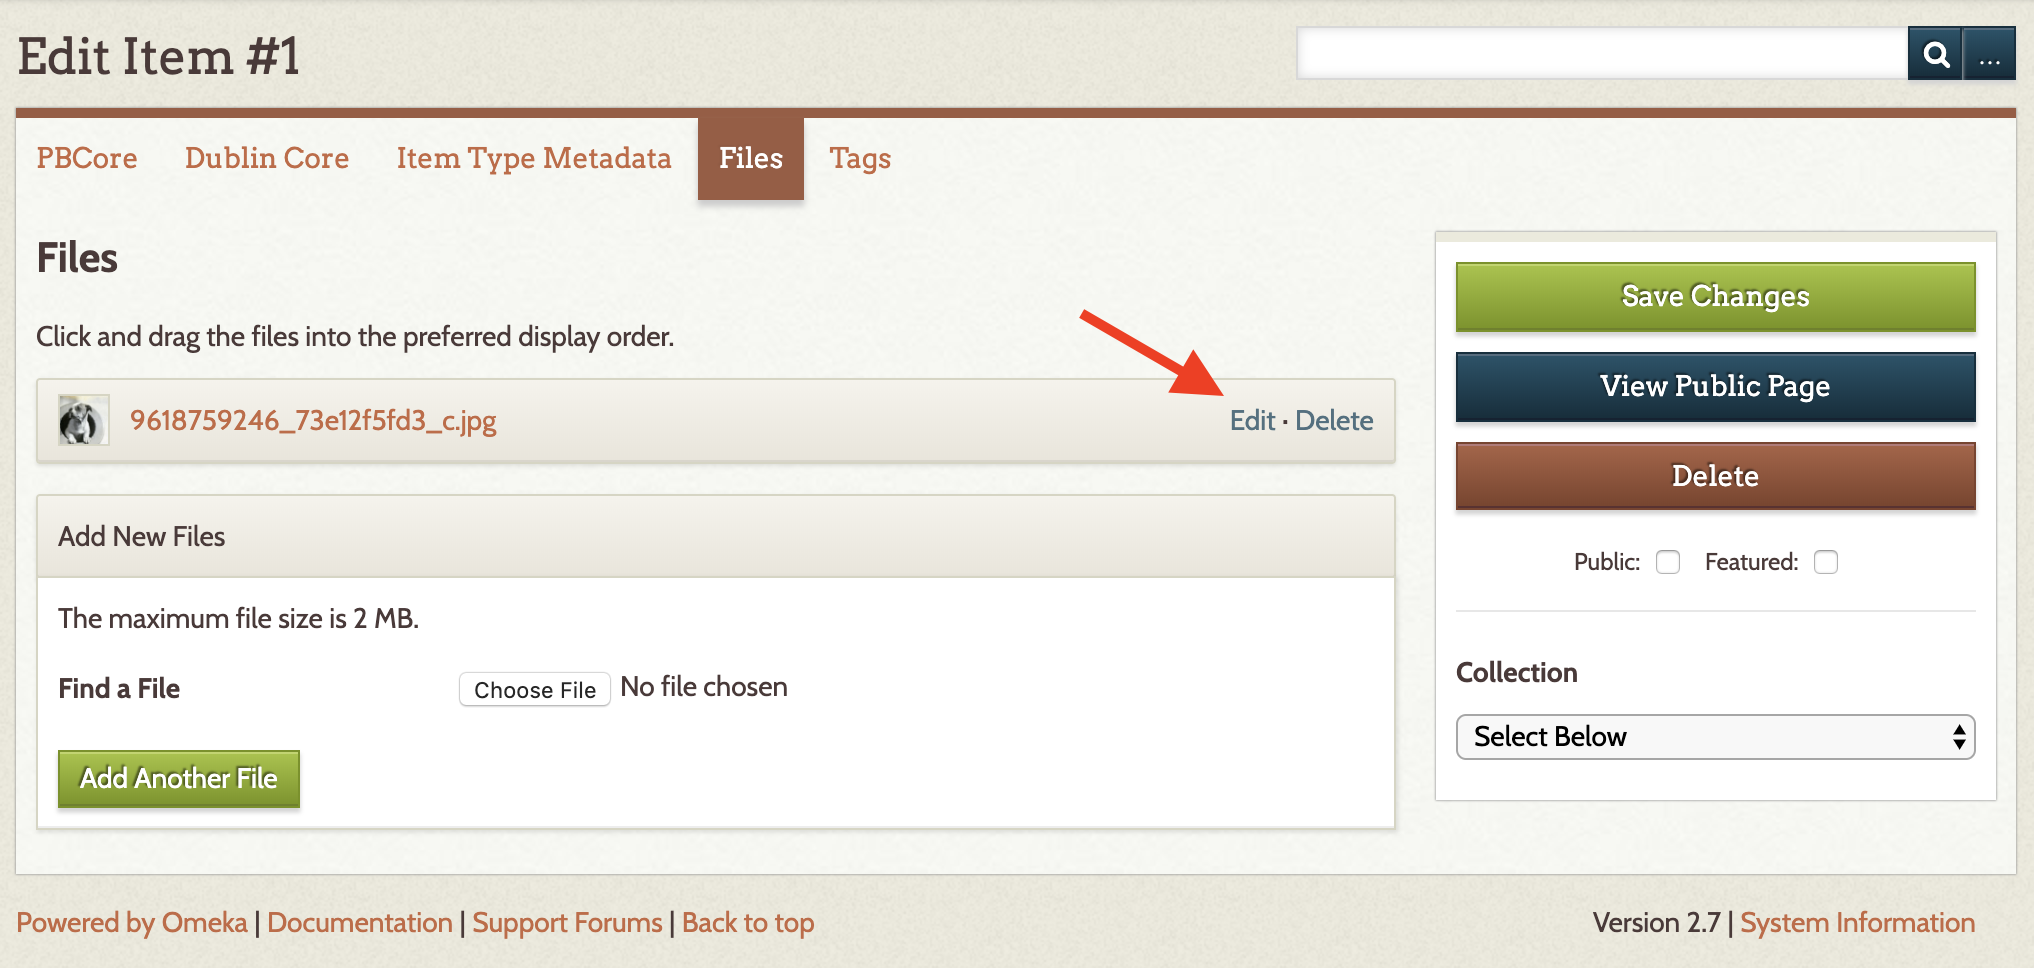 Edit Item #1
...
PBCore Dublin Core Item Type Metadata Files Tags
Files
Click and drag the files into the preferred display order.
9618759246_73e12f5fd3_c.jpg Edit · Delete
Add New Files
The maximum file size is 2 MB.
Find a File Choose File No file chosen
Add Another File
Save Changes
View Public Page
Delete
Public: Featured:
Collection
Select Below
Powered by Omeka | Documentation | Support Forums | Back to top
Version 2.7 | System Information